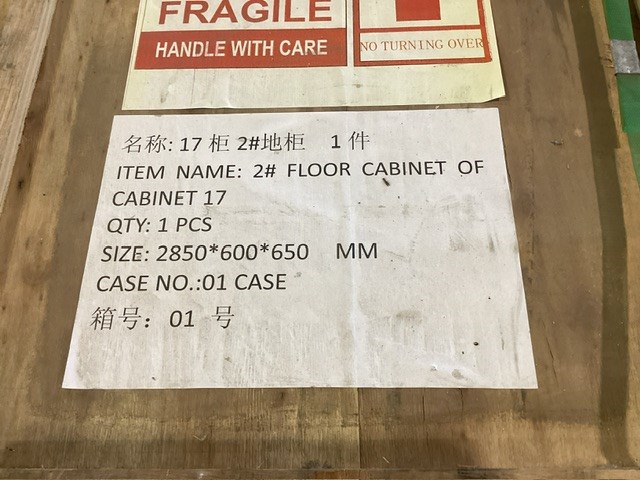 FRAGILE
HANDLE WITH CARE
NO TURNING OVER
名称: 17 柜 2#地柜 1 件
ITEM NAME: 2# FLOOR CABINET OF
CABINET 17
QTY: 1 PCS
SIZE: 2850*600*650 MM
CASE NO.:01 CASE
箱号: 01 号